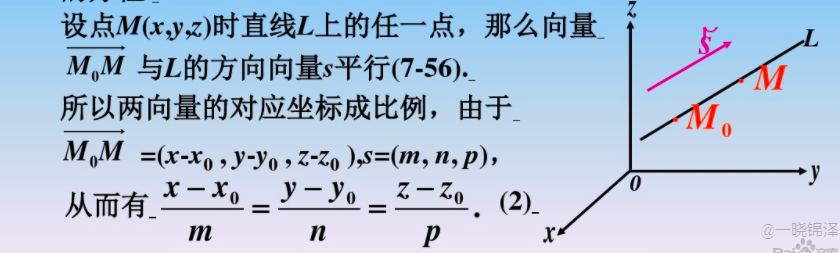 设点M(x,y,z)时直线L上的任一点，那么向量
M₀M 与L的方向向量s平行(7-56).
所以两向量的对应坐标成比例，由于
M₀M =(x-x₀ , y-y₀ , z-z₀ ),s=(m, n, p),
从而有 (x − x₀)/m = (y − y₀)/n = (z − z₀)/p . (2)
z
s
L
M
M₀
0
y
x
@一晓锦泽